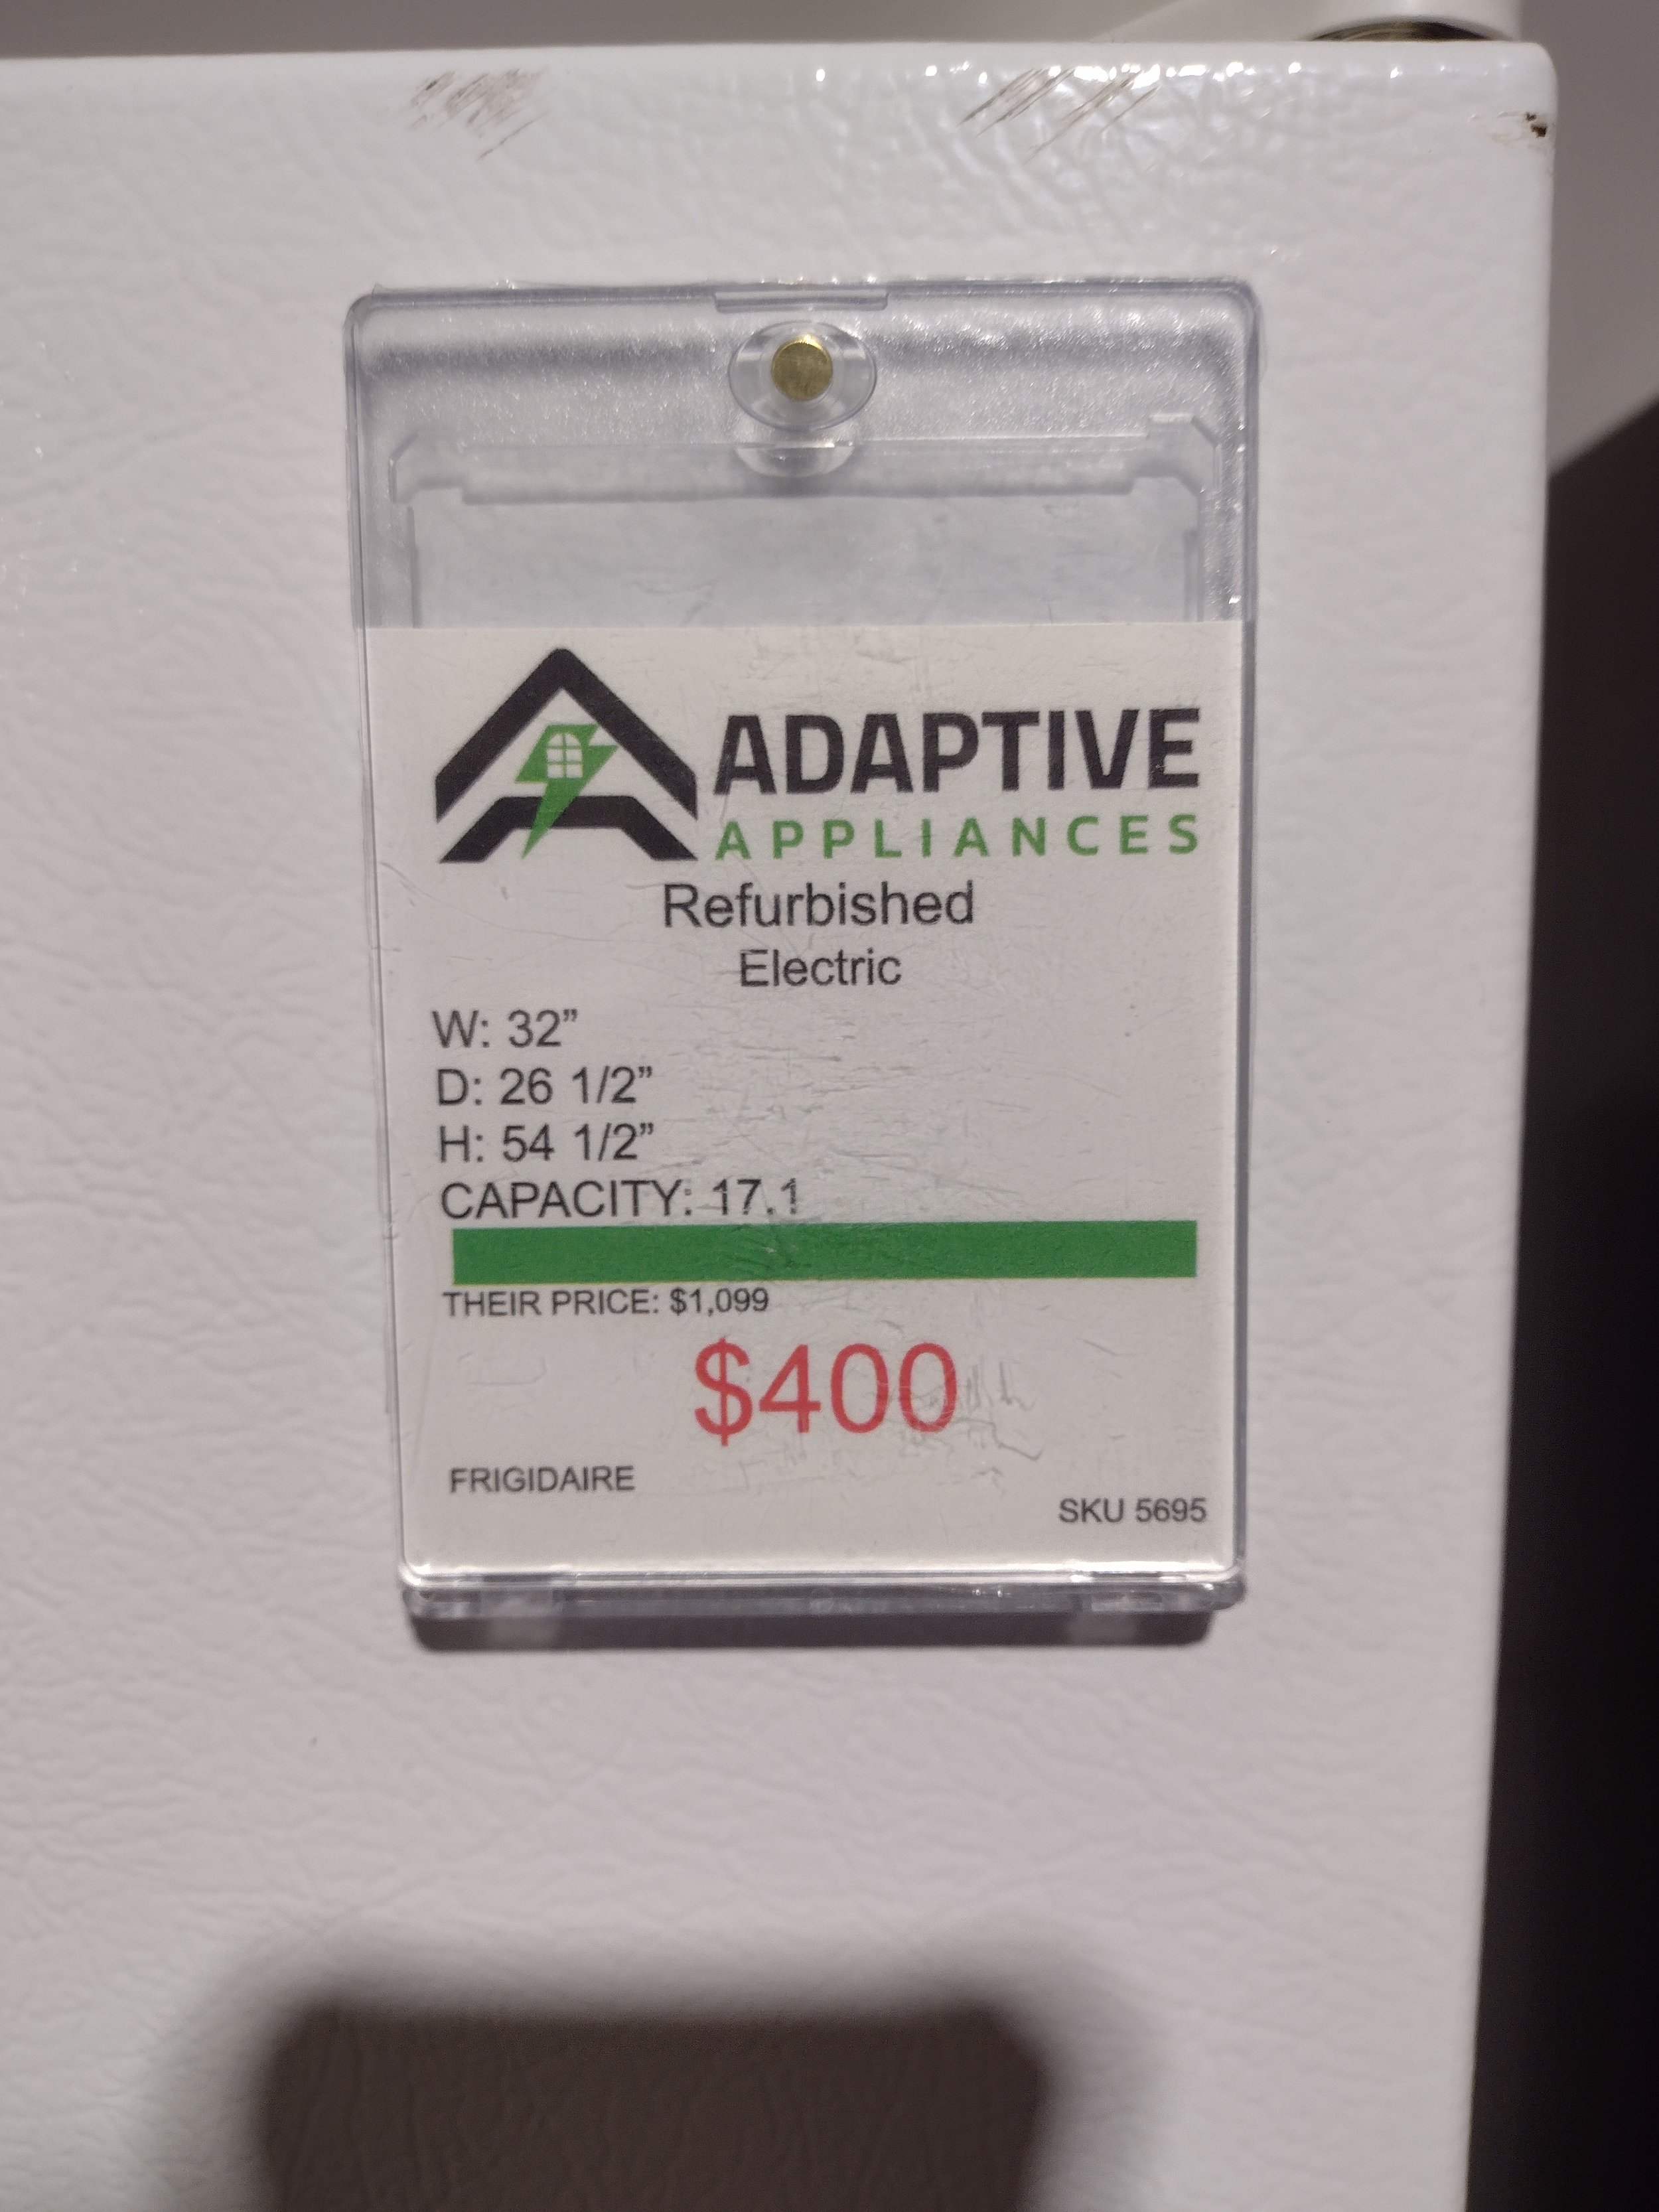 ADAPTIVE
APPLIANCES
Refurbished
Electric
W: 32”
D: 26 1/2”
H: 54 1/2”
CAPACITY: 17.1
THEIR PRICE: $1,099
$400
FRIGIDAIRE
SKU 5695